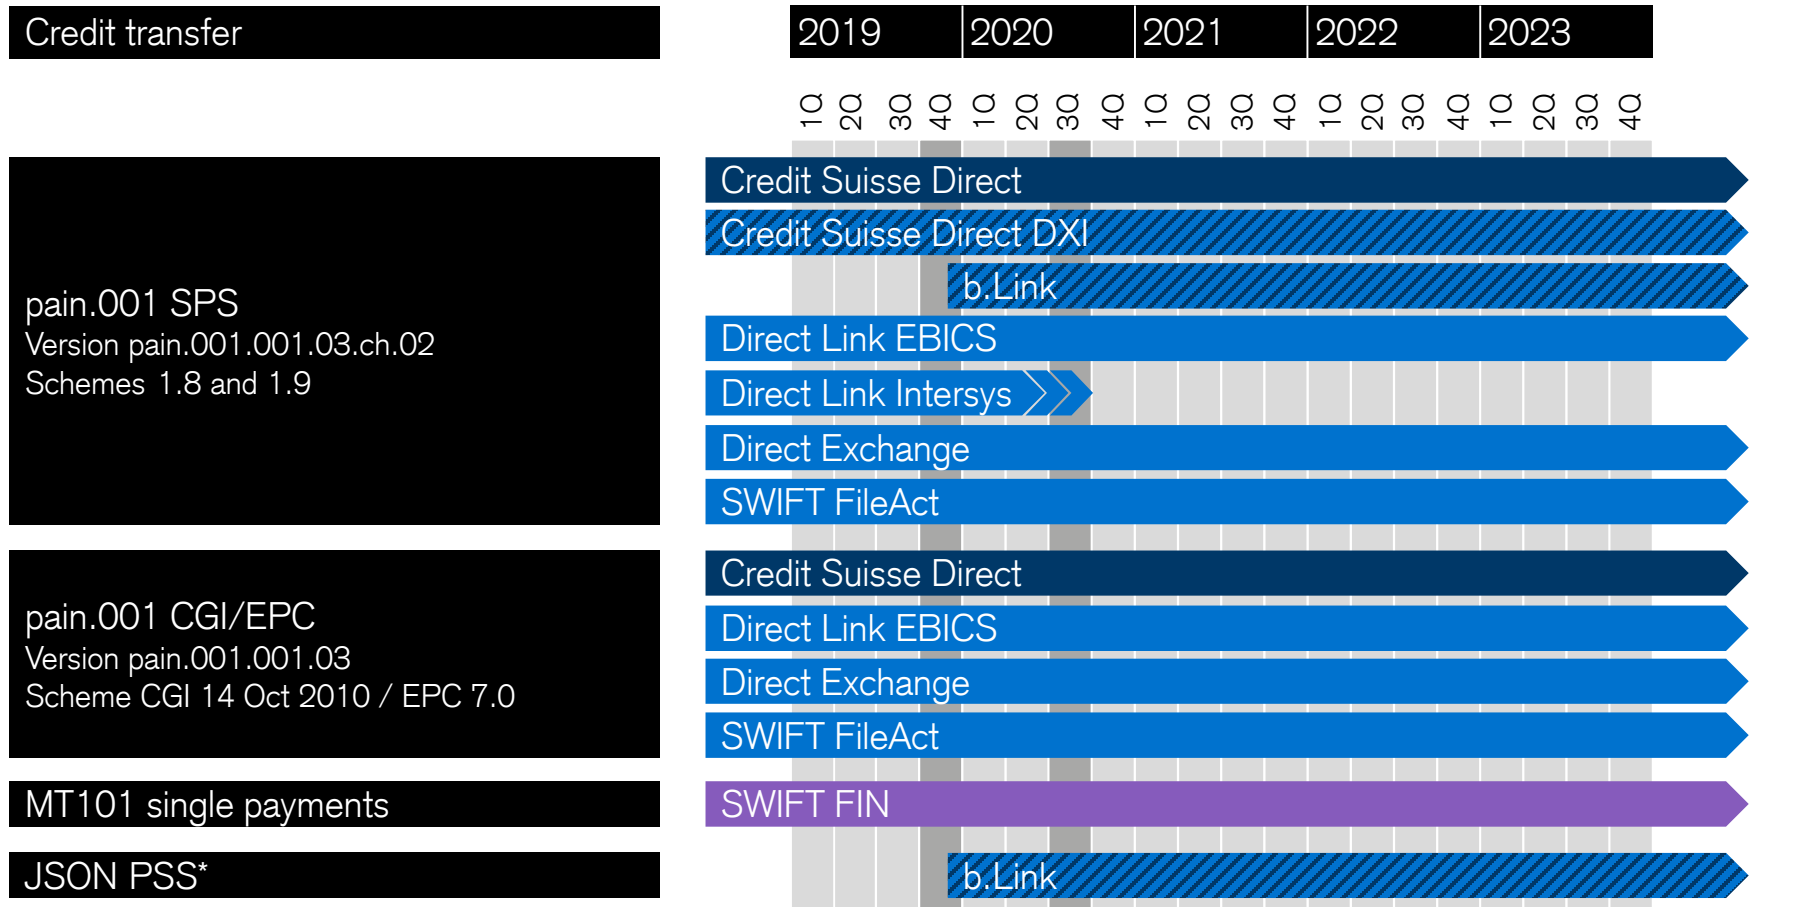 Credit transfer
2019 2020 2021 2022 2023
1Q 2Q 3Q 4Q 1Q 2Q 3Q 4Q 1Q 2Q 3Q 4Q 1Q 2Q 3Q 4Q 1Q 2Q 3Q 4Q
pain.001 SPS
Version pain.001.001.03.ch.02
Schemes 1.8 and 1.9
Credit Suisse Direct
Credit Suisse Direct DXI
b.Link
Direct Link EBICS
Direct Link Intersys
Direct Exchange
SWIFT FileAct
pain.001 CGI/EPC
Version pain.001.001.03
Scheme CGI 14 Oct 2010 / EPC 7.0
Credit Suisse Direct
Direct Link EBICS
Direct Exchange
SWIFT FileAct
MT101 single payments
SWIFT FIN
JSON PSS*
b.Link